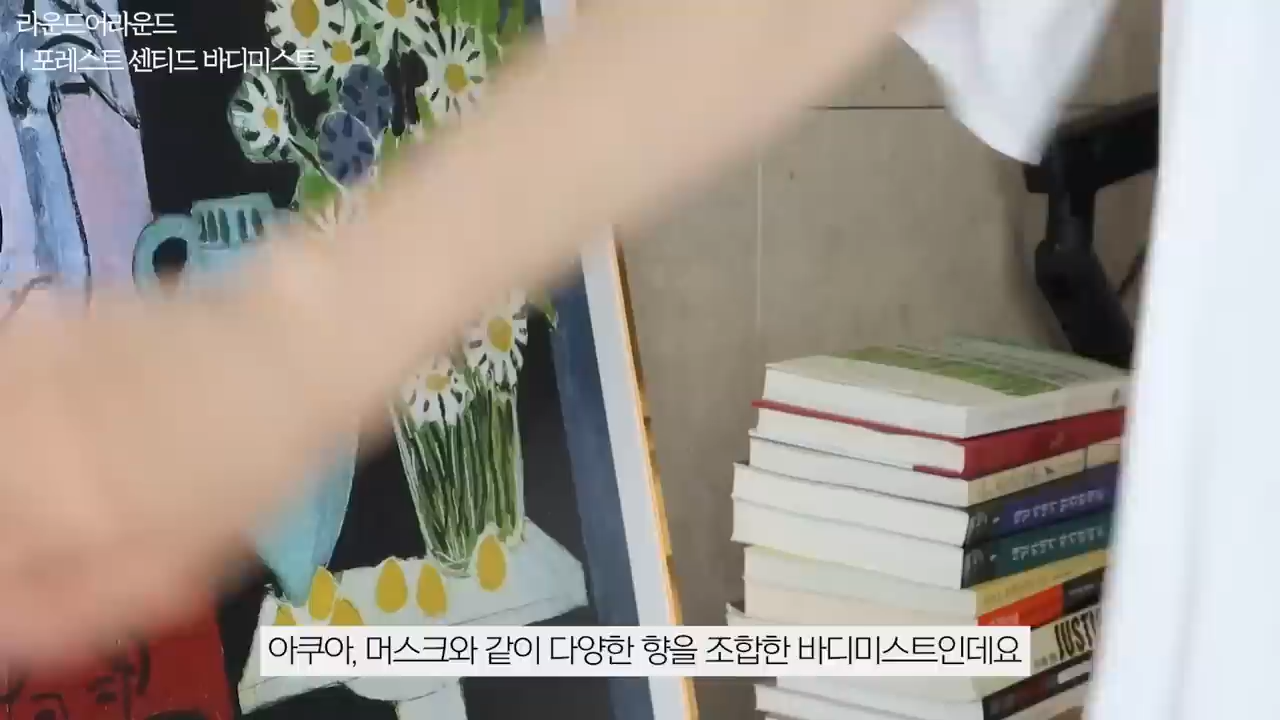 라운드어라운드
| 포레스트 센티드 바디미스트
아쿠아, 머스크와 같이 다양한 향을 조합한 바디미스트인데요